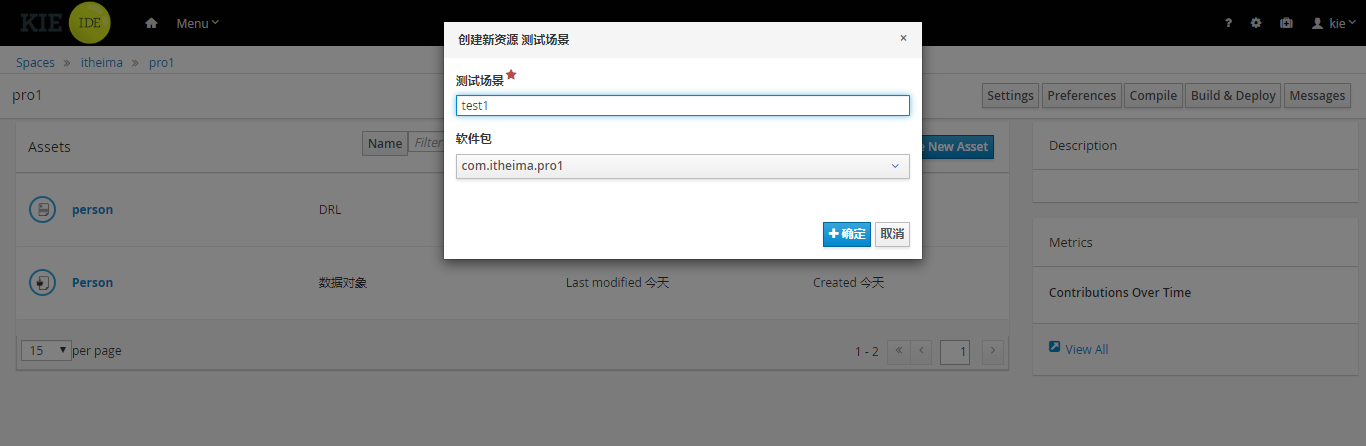 KIE IDE Menu kie
创建新资源 测试场景 ×
Spaces » itheima » pro1
pro1
测试场景
test1
Settings Preferences Compile Build & Deploy Messages
软件包
com.itheima.pro1
Assets Name Filter New Asset
Description
person DRL
+ 确定 取消
Metrics
Person 数据对象 Last modified 今天 Created 今天
Contributions Over Time
15 per page 1 - 2 1
View All